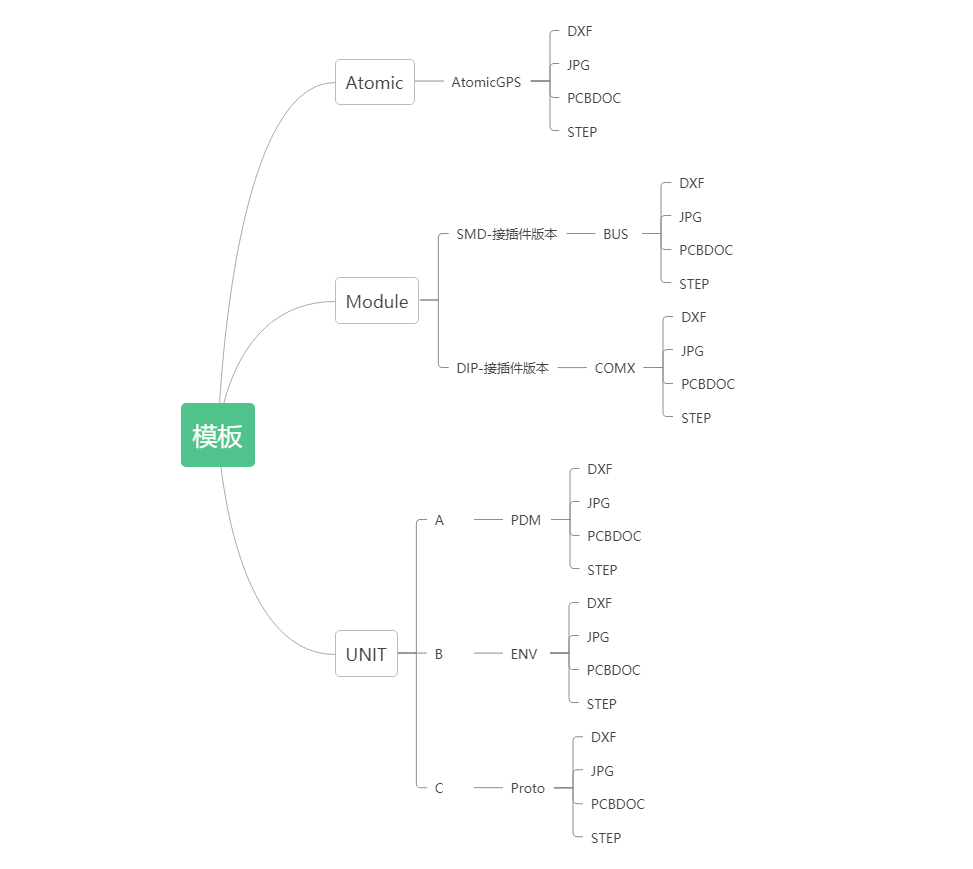 模板
Atomic
AtomicGPS
DXF
JPG
PCBDOC
STEP
Module
SMD-接插件版本
BUS
DXF
JPG
PCBDOC
STEP
DIP-接插件版本
COMX
DXF
JPG
PCBDOC
STEP
UNIT
A
PDM
DXF
JPG
PCBDOC
STEP
B
ENV
DXF
JPG
PCBDOC
STEP
C
Proto
DXF
JPG
PCBDOC
STEP